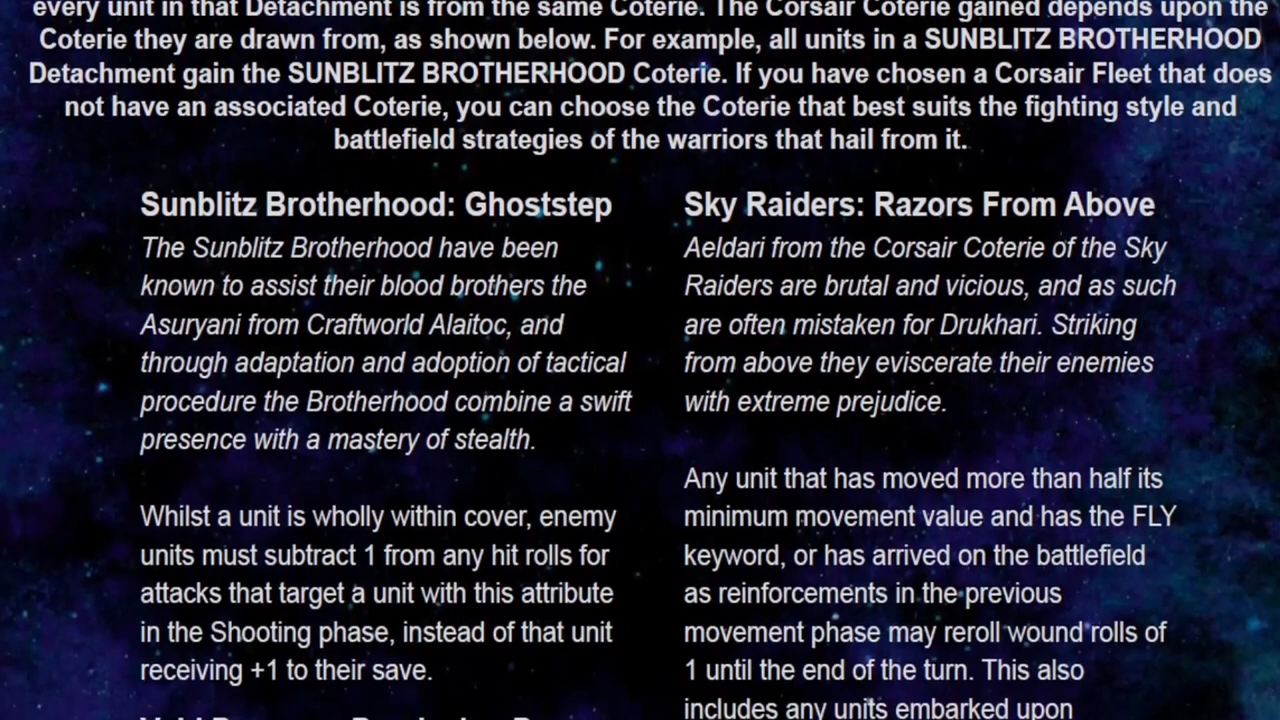 every unit in that Detachment is from the same Coterie. The Corsair Coterie gained depends upon the
Coterie they are drawn from, as shown below. For example, all units in a SUNBLITZ BROTHERHOOD
Detachment gain the SUNBLITZ BROTHERHOOD Coterie. If you have chosen a Corsair Fleet that does
not have an associated Coterie, you can choose the Coterie that best suits the fighting style and
battlefield strategies of the warriors that hail from it.
Sunblitz Brotherhood: Ghoststep
The Sunblitz Brotherhood have been
known to assist their blood brothers the
Asuryani from Craftworld Alaitoc, and
through adaptation and adoption of tactical
procedure the Brotherhood combine a swift
presence with a mastery of stealth.
Whilst a unit is wholly within cover, enemy
units must subtract 1 from any hit rolls for
attacks that target a unit with this attribute
in the Shooting phase, instead of that unit
receiving +1 to their save.
Sky Raiders: Razors From Above
Aeldari from the Corsair Coterie of the Sky
Raiders are brutal and vicious, and as such
are often mistaken for Drukhari. Striking
from above they eviscerate their enemies
with extreme prejudice.
Any unit that has moved more than half its
minimum movement value and has the FLY
keyword, or has arrived on the battlefield
as reinforcements in the previous
movement phase may reroll wound rolls of
1 until the end of the turn. This also
includes any units embarked upon